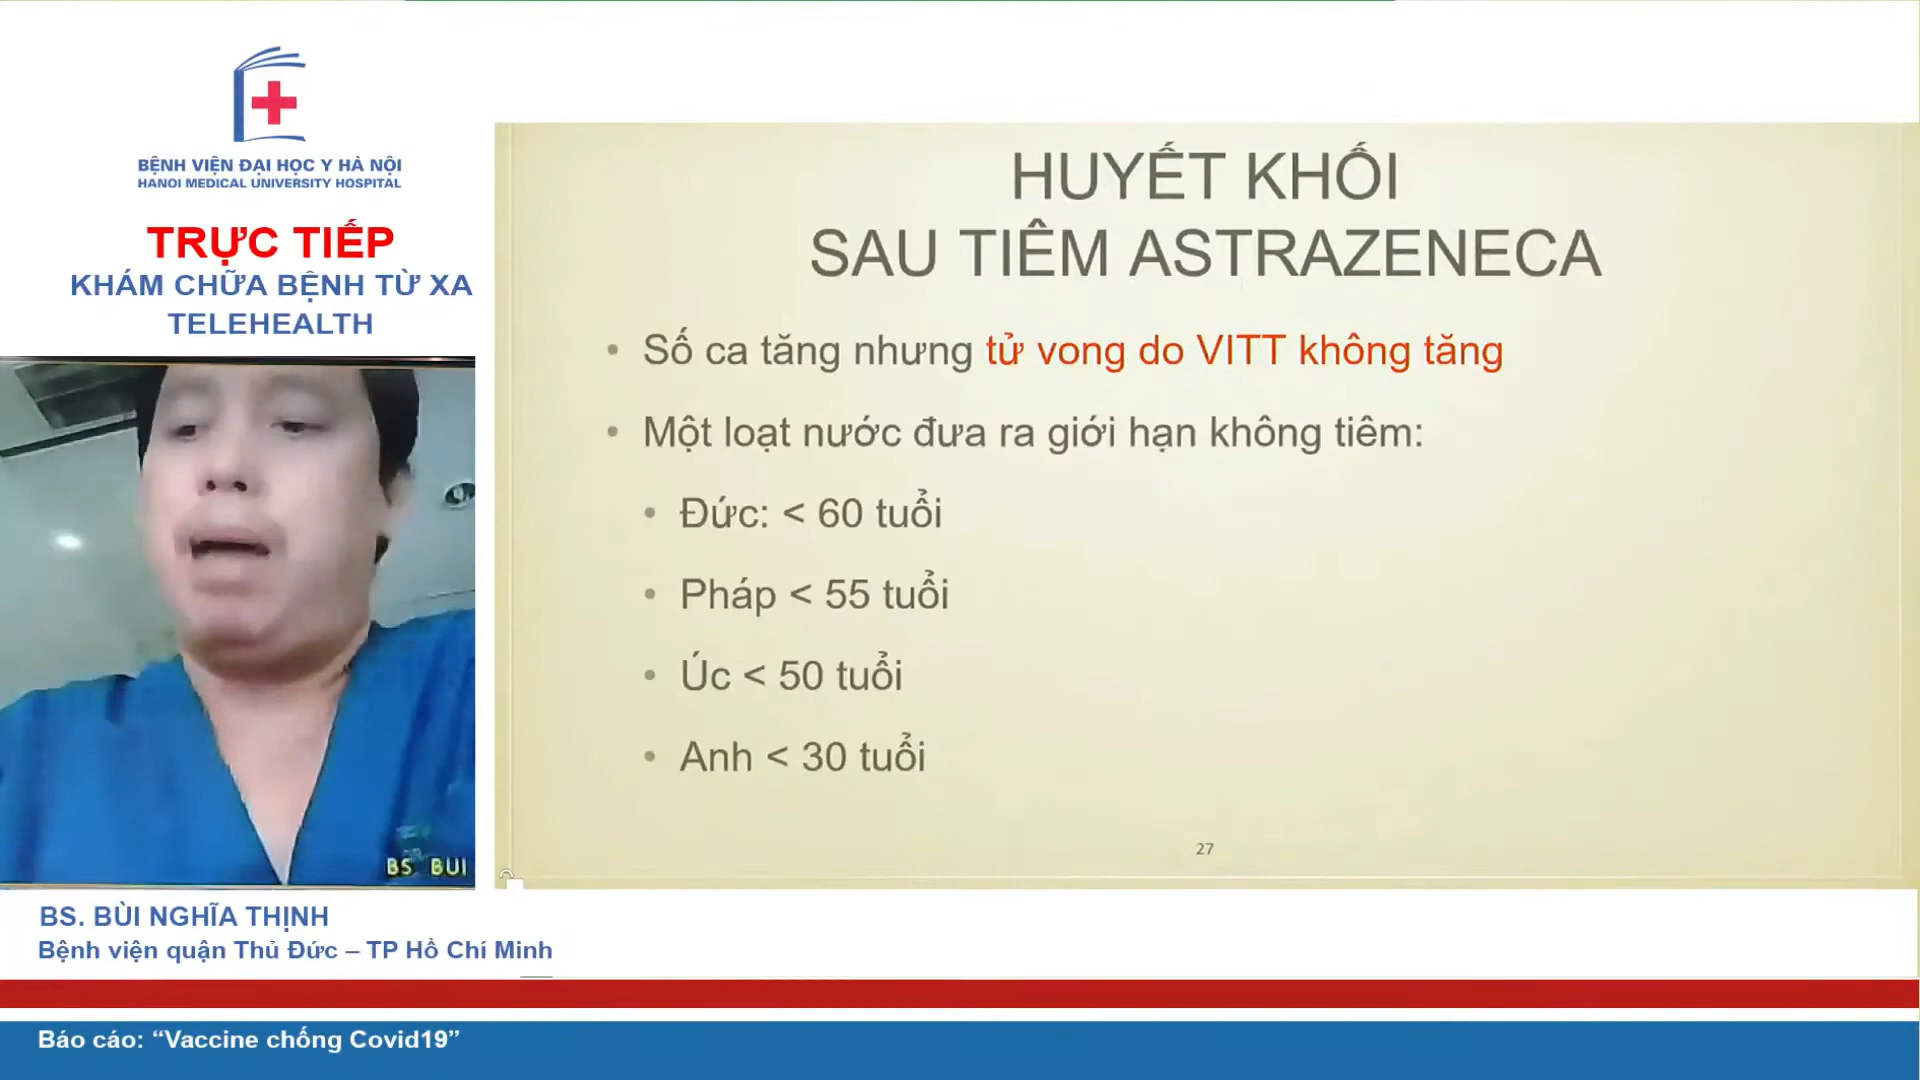 BỆNH VIỆN ĐẠI HỌC Y HÀ NỘI
HANOI MEDICAL UNIVERSITY HOSPITAL
TRỰC TIẾP
KHÁM CHỮA BỆNH TỪ XA
TELEHEALTH
BS BUI
HUYẾT KHỐI
SAU TIÊM ASTRAZENECA
• Số ca tăng nhưng tử vong do VITT không tăng
• Một loạt nước đưa ra giới hạn không tiêm:
• Đức: < 60 tuổi
• Pháp < 55 tuổi
• Úc < 50 tuổi
• Anh < 30 tuổi
27
BS. BÙI NGHĨA THỊNH
Bệnh viện quận Thủ Đức – TP Hồ Chí Minh
Báo cáo: “Vaccine chống Covid19”